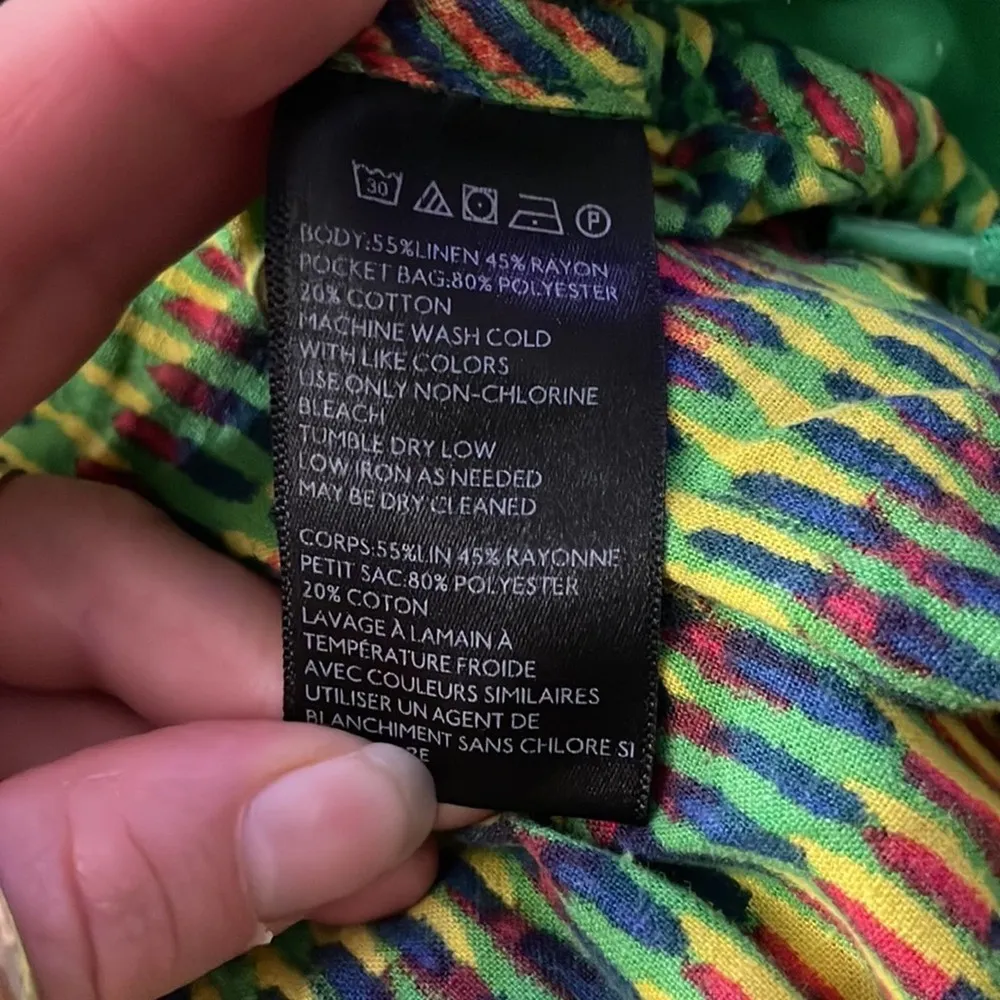 30 P
BODY:55%LINEN 45% RAYON
POCKET BAG:80% POLYESTER
20% COTTON
MACHINE WASH COLD
WITH LIKE COLORS
USE ONLY NON-CHLORINE
BLEACH
TUMBLE DRY LOW
LOW IRON AS NEEDED
MAY BE DRY CLEANED
CORPS:55%LIN 45% RAYONNE
PETIT SAC:80% POLYESTER
20% COTON
LAVAGE À LAMAIN À
TEMPÉRATURE FROIDE
AVEC COULEURS SIMILAIRES
UTILISER UN AGENT DE
BLANCHIMENT SANS CHLORE SI